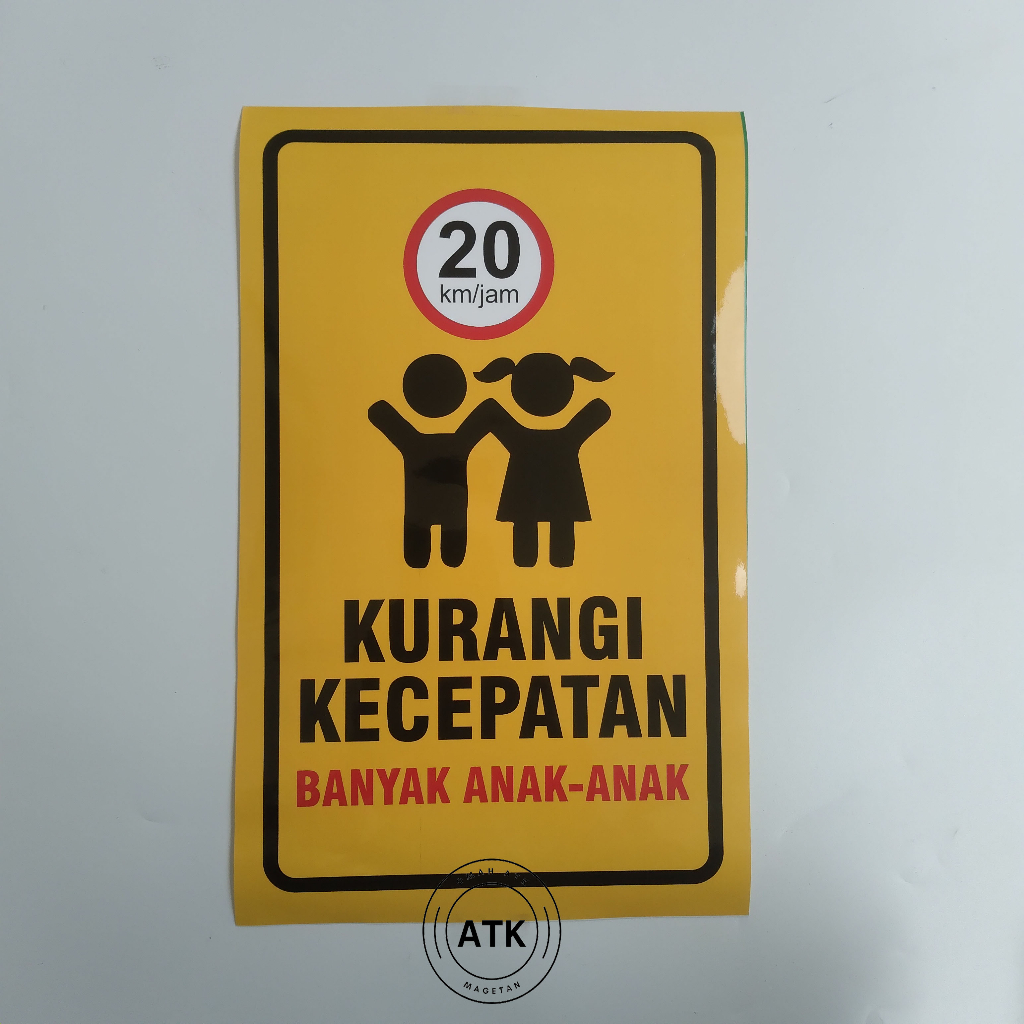 20
km/jam
KURANGI
KECEPATAN
BANYAK ANAK-ANAK
ATK
MAGETAN